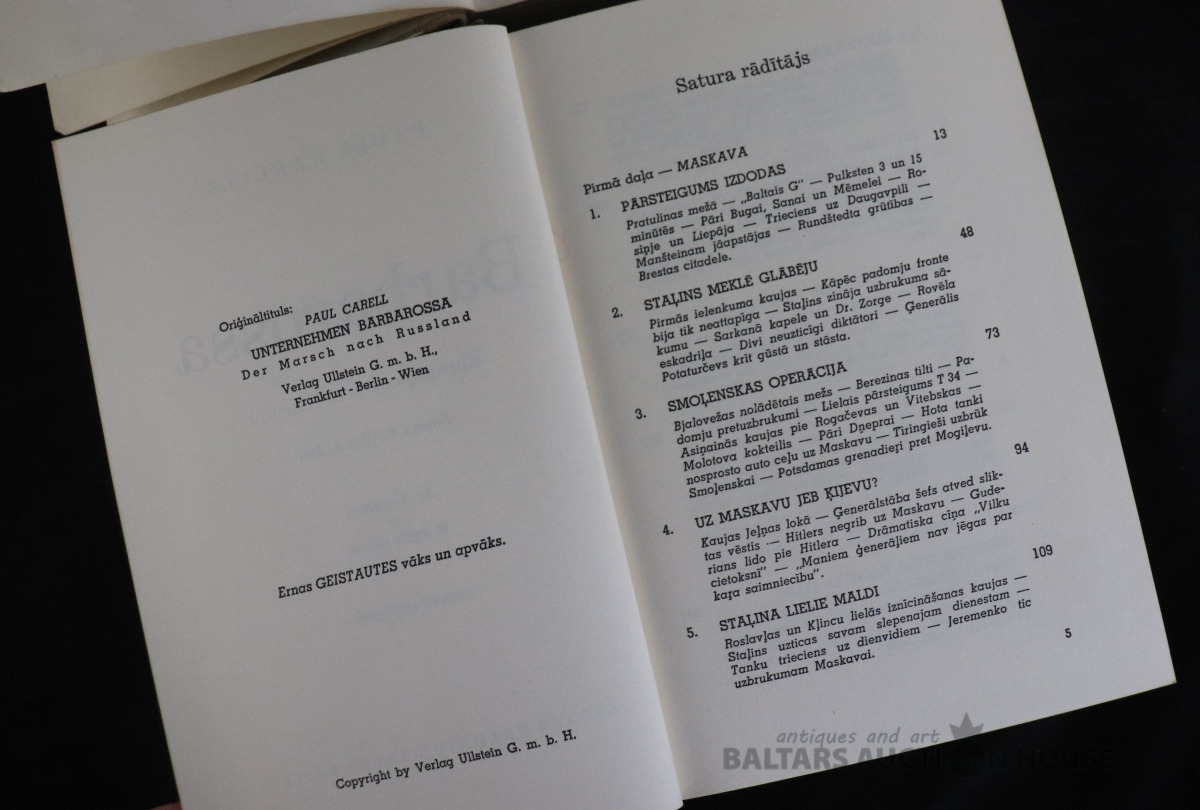 Oriģināltituls: PAUL CARELL
UNTERNEHMEN BARBAROSSA
Der Marsch nach Russland
Verlag Ullstein G. m. b. H.,
Frankfurt - Berlin - Wien
Ernas GEISTAUTES vāks un apvāks.
Copyright by Verlag Ullstein G. m. b. H.
Satura rādītājs
Pirmā daļa — MASKAVA
1. PĀRSTEIGUMS IZDODAS 13
Pratulinas mežā — „Baltais G" — Pulksten 3 un 15
minūtēs — Pāri Bugai, Sanai un Mēmelei — Ro-
siņje un Liepāja — Trieciens uz Daugavpili —
Manšteinam jāapstājas — Rundštedta grūtības —
Brestas citadele.
2. STAĻINS MEKLĒ GLĀBĒJU 48
Pirmās ielenkuma kaujas — Kāpēc padomju fronte
bija tik neattapīga — Staļins zināja uzbrukuma sā-
kumu — Sarkanā kapele un Dr. Zorge — Rovēla
eskadriļa — Divi neuzticīgi diktātori — Ģenerālis
Potaturčevs krīt gūstā un stāsta.
3. SMOĻENSKAS OPERĀCIJA 73
Bjalovežas nolādētais mežs — Berezinas tilti — Pa-
domju pretuzbrukumi — Lielais pārsteigums T 34 —
Asiņainās kaujas pie Rogačevas un Vitebskas —
Molotova kokteilis — Pāri Dņeprai — Hota tanki
nosprosto auto ceļu uz Maskavu — Tiringieši uzbrūk
Smoļenskai — Potsdamas grenadieŗi pret Mogiļevu.
4. UZ MASKAVU JEB ĶIJEVU? 94
Kaujas Jeļņas lokā — Ģenerālstāba šefs atved slik-
tas vēstis — Hitlers negrib uz Maskavu — Gude-
rians lido pie Hitlera — Drāmatiska cīņa „Vilku
cietoksnī" — „Maniem ģenerāļiem nav jēgas par
kaŗa saimniecību".
5. STAĻINA LIELIE MALDI 109
Roslavļas un Kļincu lielās iznīcināšanas kaujas —
Staļins uzticas savam slepenajam dienestam —
Tanku trieciens uz dienvidiem — Jeremenko tic
uzbrukumam Maskavai.
5
antiques and art
BALTARS AUCTION HOUSE